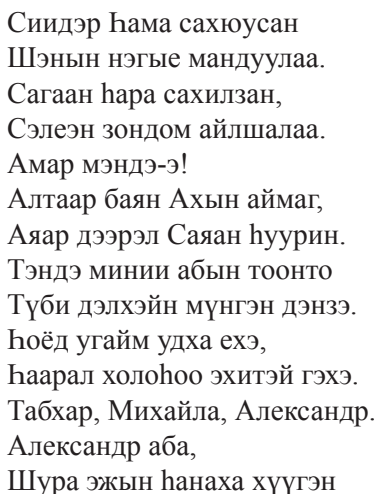 Сиидэр Һама сахюусан
Шэнын нэгые мандуулаа.
Сагаан һара сахилзан,
Сэлеэн зондом айлшалаа.
Амар мэндэ-э!
Алтаар баян Ахын аймаг,
Аяар дээрэл Саяан һуурин.
Тэндэ минии абын тоонто
Түби дэлхэйн мүнгэн дэнзэ.
Һоёд угайм удха ехэ,
Һаарал холоһоо эхитэй гэхэ.
Табхар, Михайла, Александр.
Александр аба,
Шура эжын һанаха хүүгэн